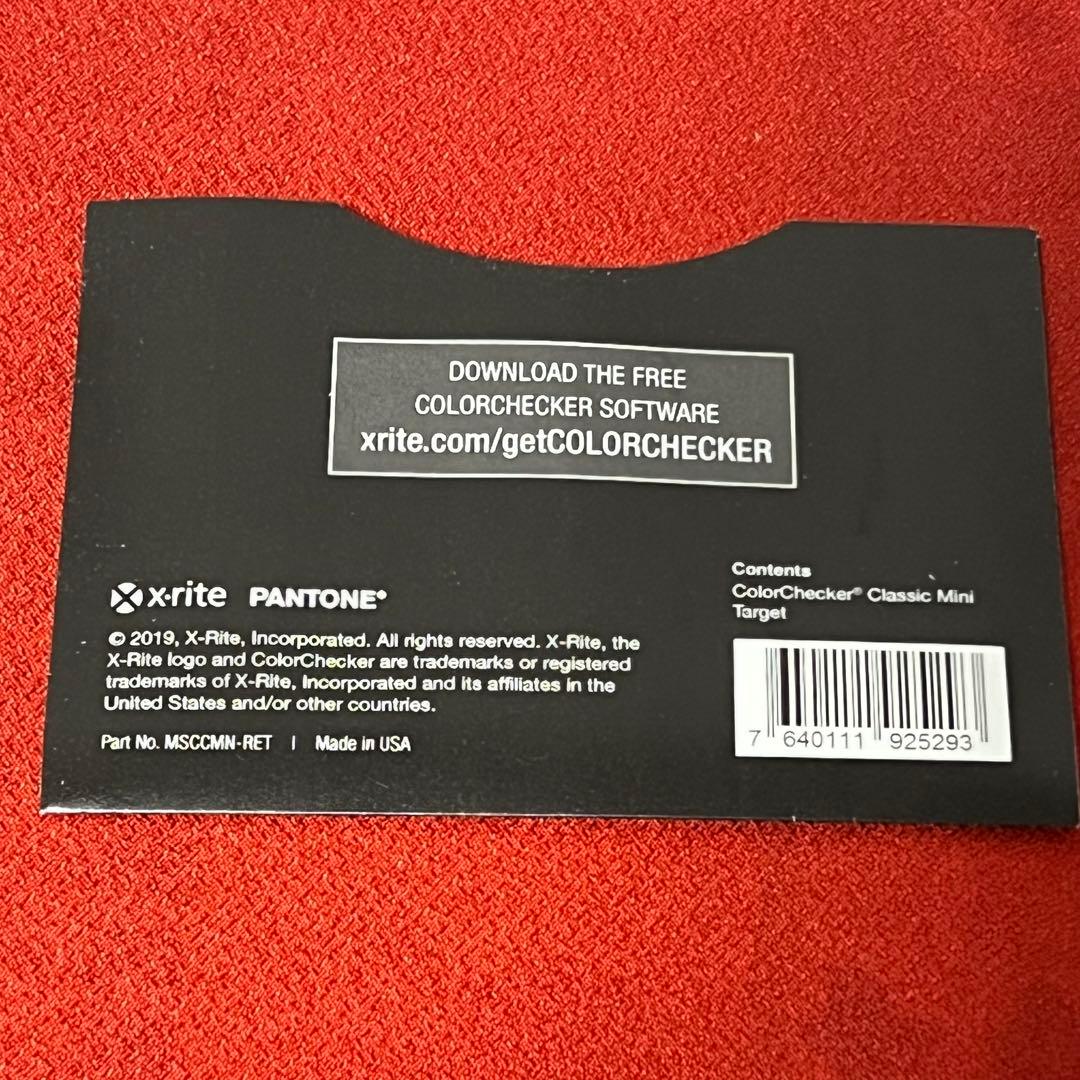 DOWNLOAD THE FREE
COLORCHECKER SOFTWARE
xrite.com/getCOLORCHECKER
x·rite PANTONE®
© 2019, X-Rite, Incorporated. All rights reserved. X-Rite, the
X-Rite logo and ColorChecker are trademarks or registered
trademarks of X-Rite, Incorporated and its affiliates in the
United States and/or other countries.
Part No. MSCCMN-RET | Made in USA
Contents
ColorChecker® Classic Mini
Target
7 640111 925293